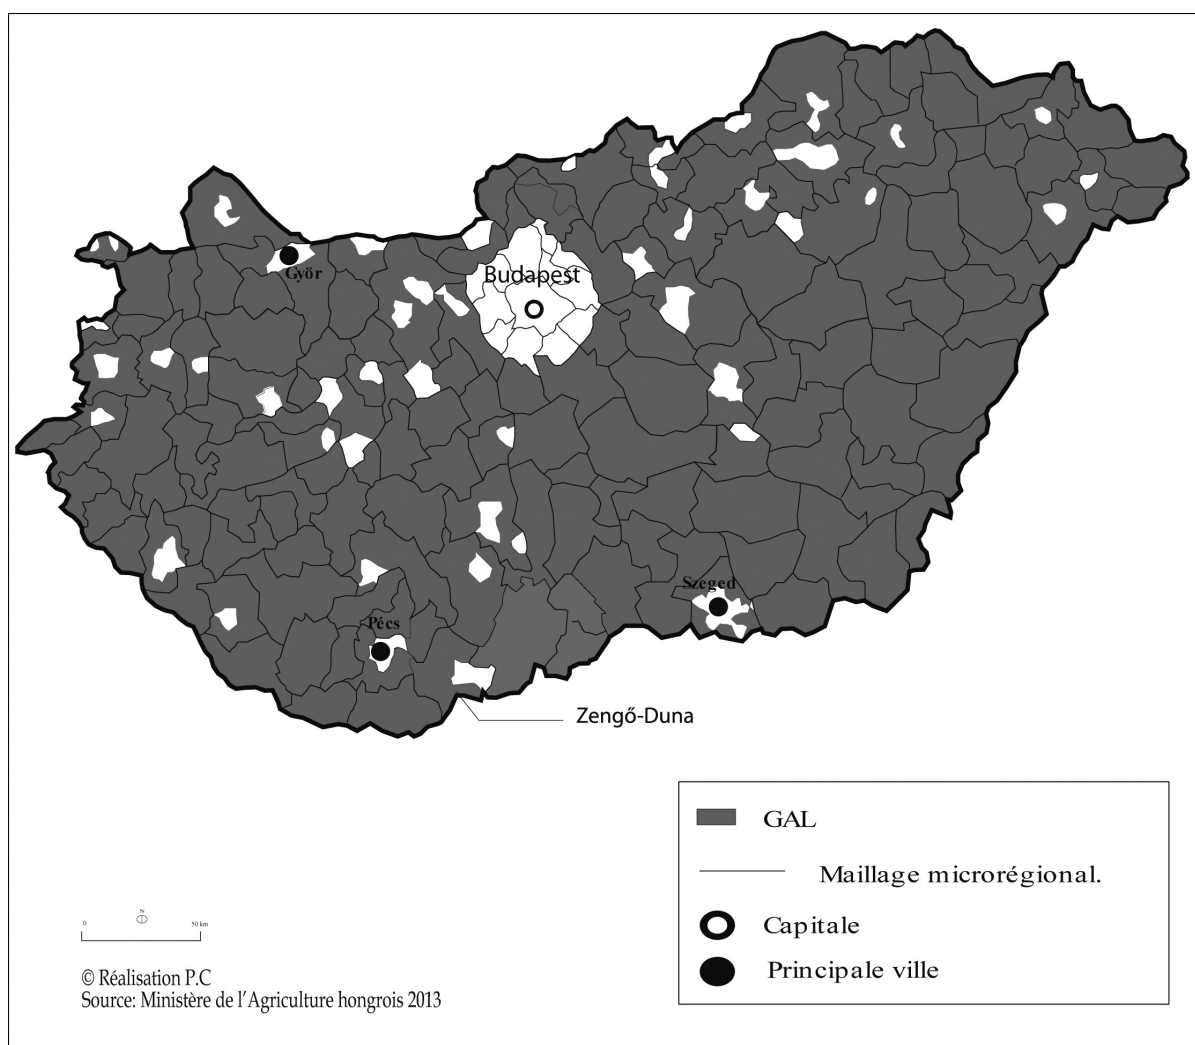 Györ
Budapest
Szeged
Pécs
Zengő-Duna
GAL
Maillage microrégional.
Capitale
Principale ville
N
0 50 km
© Réalisation P.C
Source: Ministère de l'Agriculture hongrois 2013